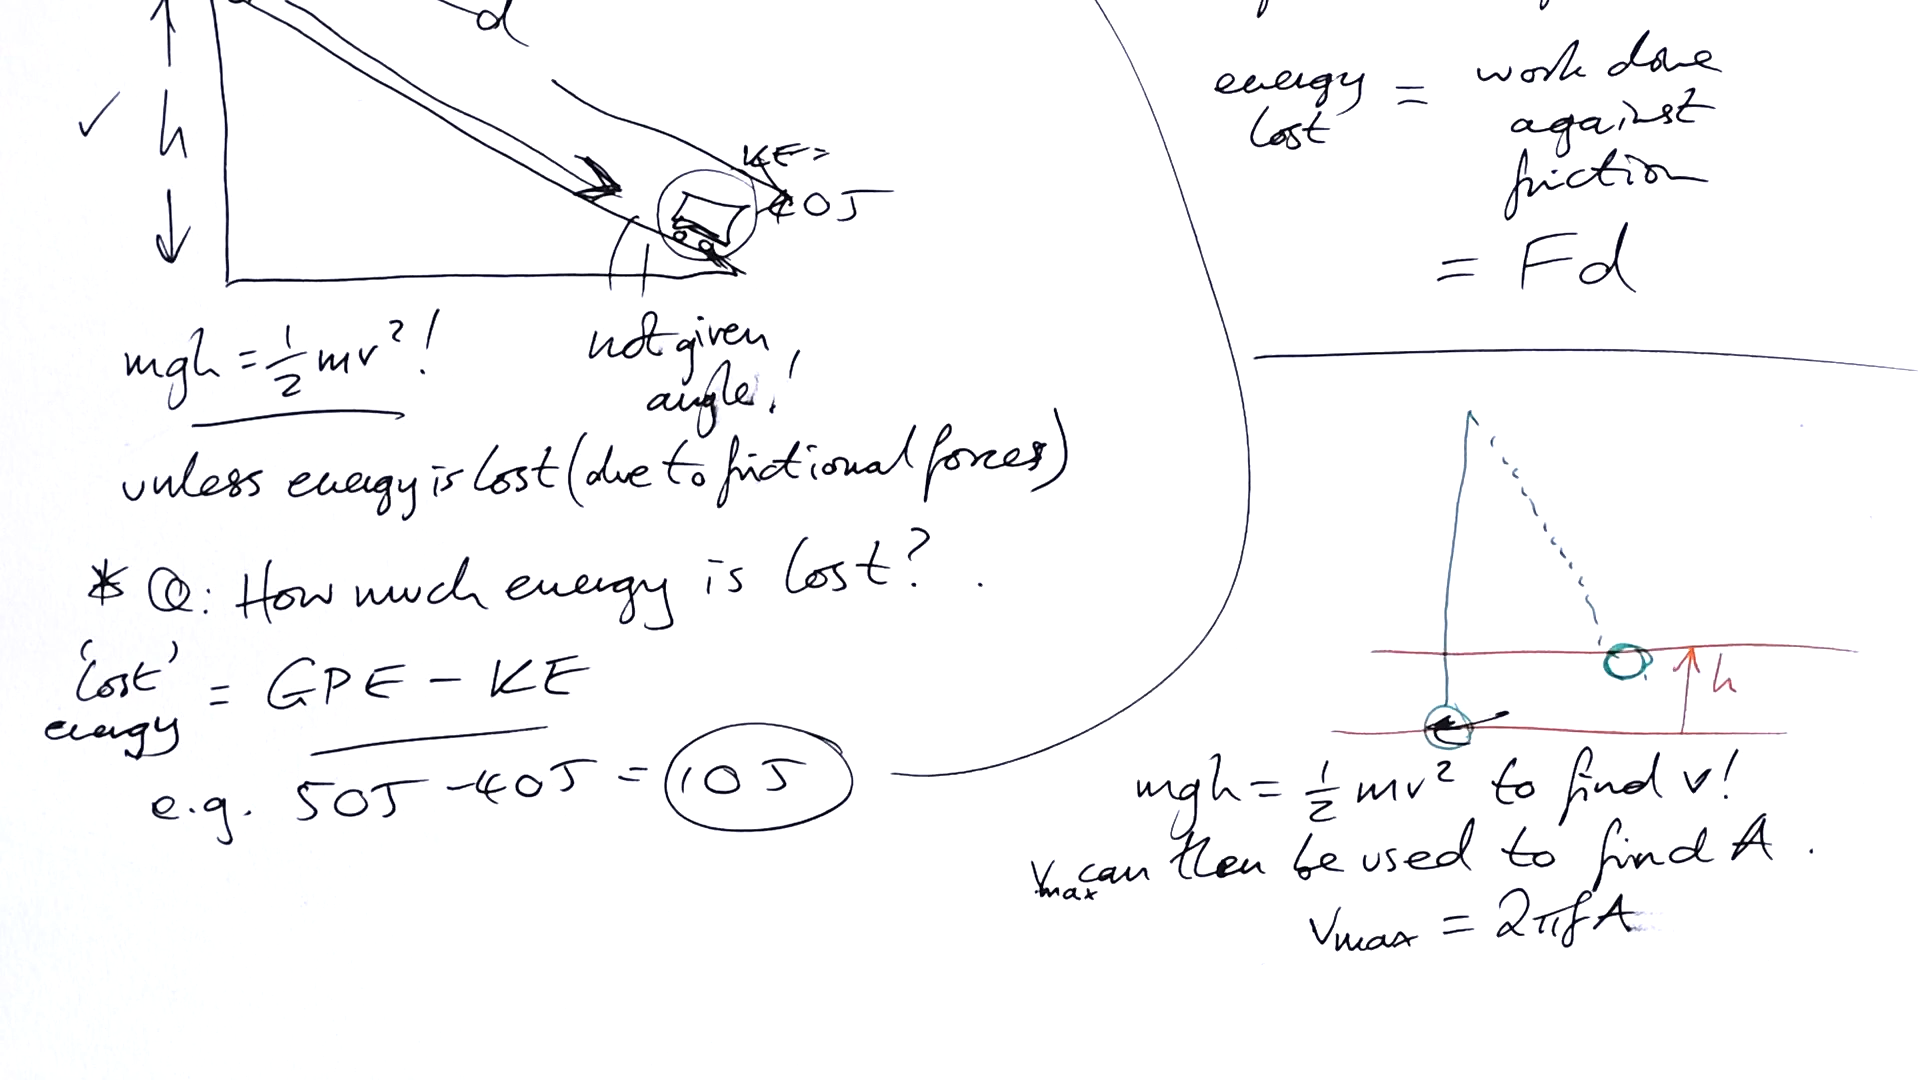 d
✓ h
KE =
40J
mgh = ½mv²!
not given
angle!
unless energy is lost (due to frictional forces)
* Q: How much energy is lost?
'lost'
energy = GPE - KE
e.g. 50J - 40J = 10J
energy
lost = work done
against
friction
= Fd
h
mgh = ½mv² to find v!
vmax can then be used to find A.
vmax = 2πfA